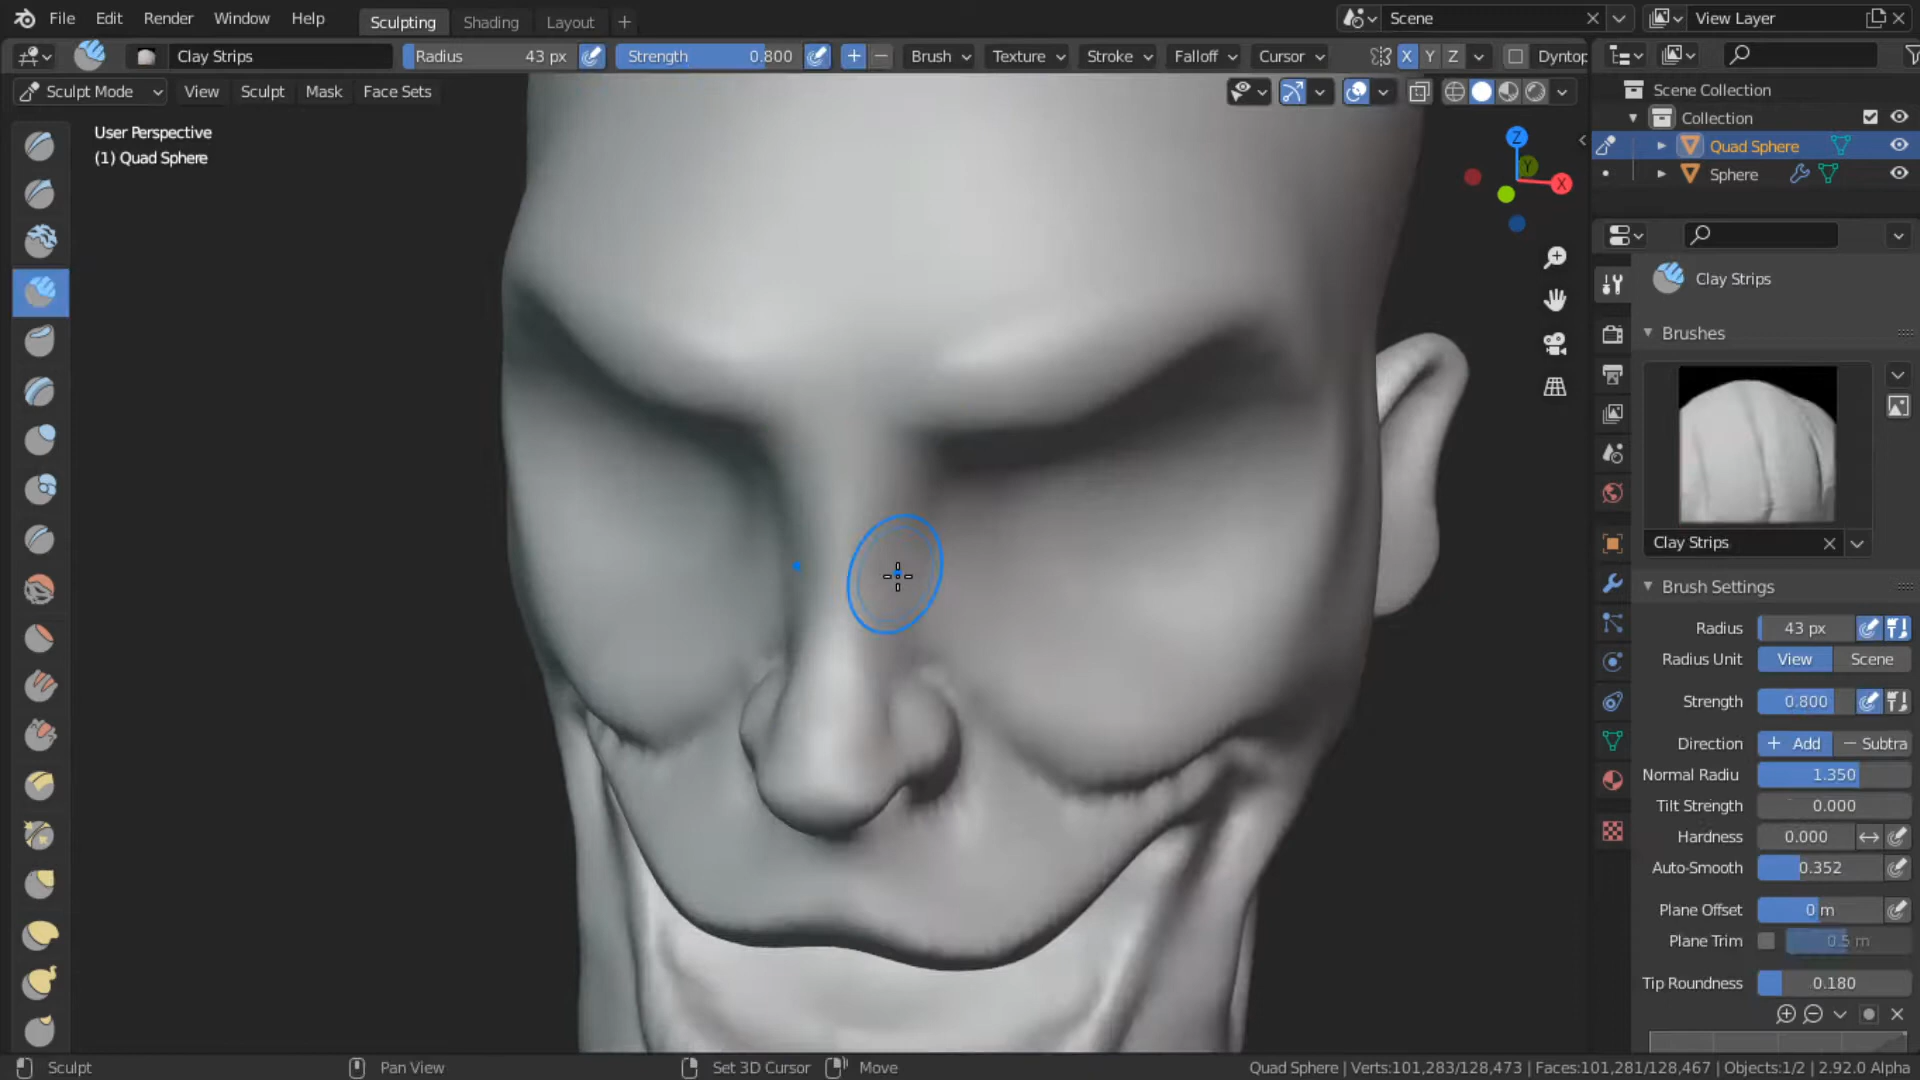 File Edit Render Window Help Sculpting Shading Layout + Scene View Layer
Clay Strips Radius 43 px Strength 0.800 Brush Texture Stroke Falloff Cursor X Y Z Dyntop
Sculpt Mode View Sculpt Mask Face Sets
Scene Collection
Collection
Quad Sphere
Sphere
User Perspective
(1) Quad Sphere
Z
Y
X
Clay Strips
Brushes
Clay Strips
Brush Settings
Radius 43 px
Radius Unit View Scene
Strength 0.800
Direction + Add − Subtra
Normal Radiu 1.350
Tilt Strength 0.000
Hardness 0.000
Auto-Smooth 0.352
Plane Offset 0 m
Plane Trim 0.5 m
Tip Roundness 0.180
Sculpt Pan View Set 3D Cursor Move Quad Sphere | Verts:101,283/128,473 | Faces:101,281/128,467 | Objects:1/2 | 2.92.0 Alpha